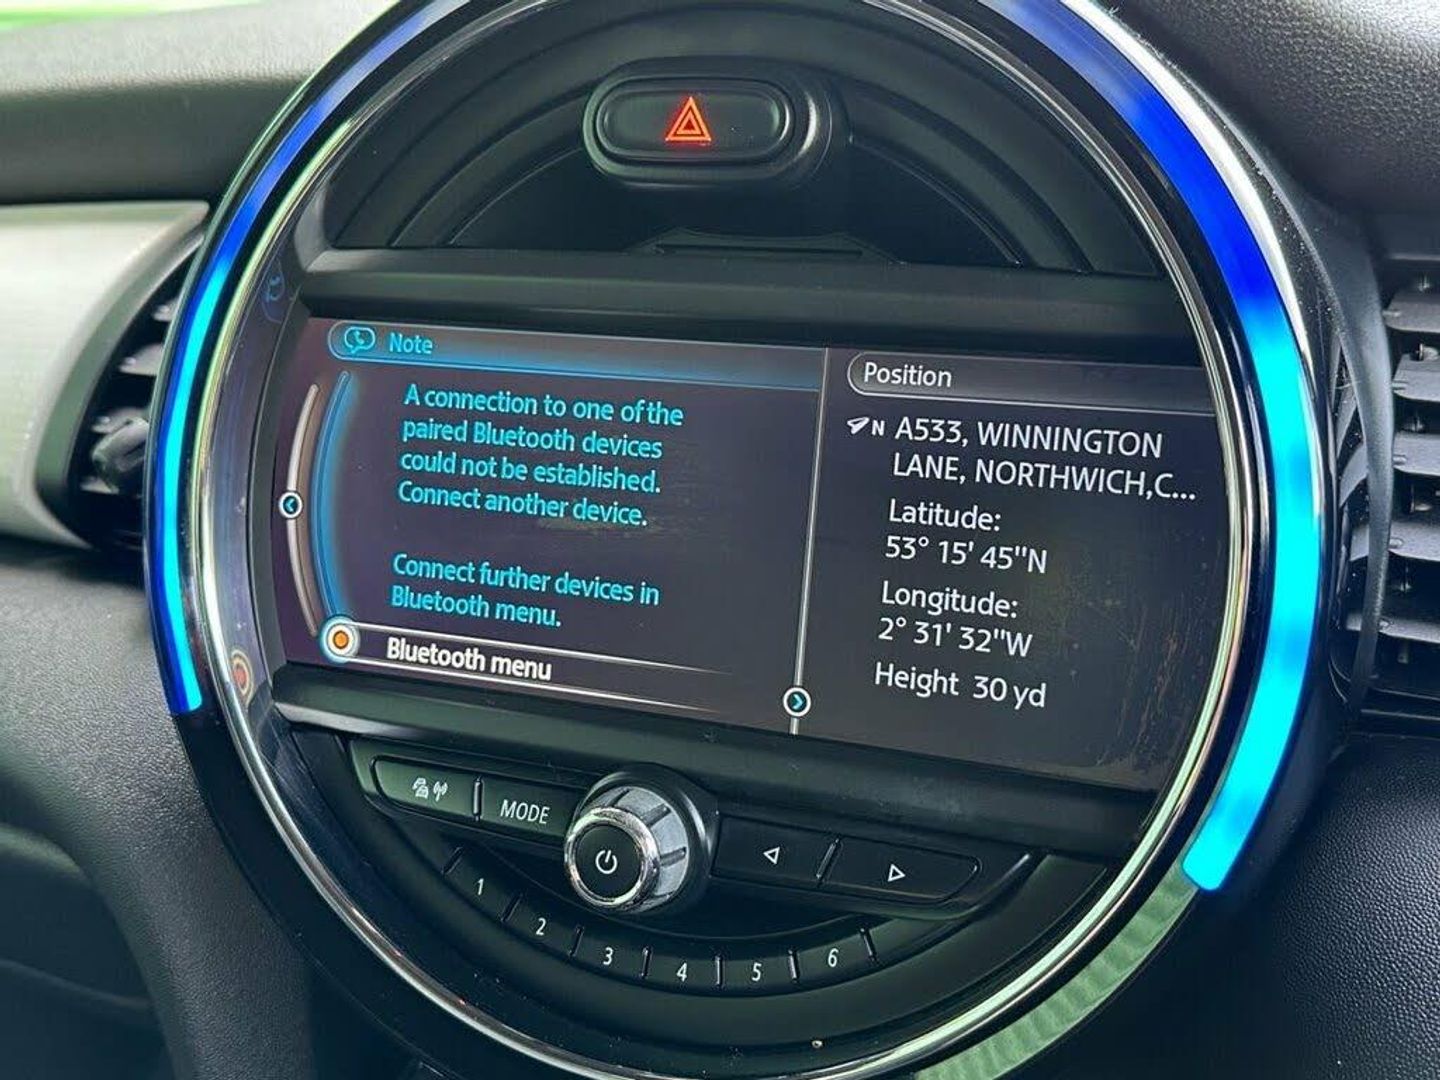 Note
A connection to one of the
paired Bluetooth devices
could not be established.
Connect another device.
Connect further devices in
Bluetooth menu.
Bluetooth menu
Position
N A533, WINNINGTON
LANE, NORTHWICH,C...
Latitude:
53° 15' 45"N
Longitude:
2° 31' 32"W
Height 30 yd
MODE
1
2
3
4
5
6